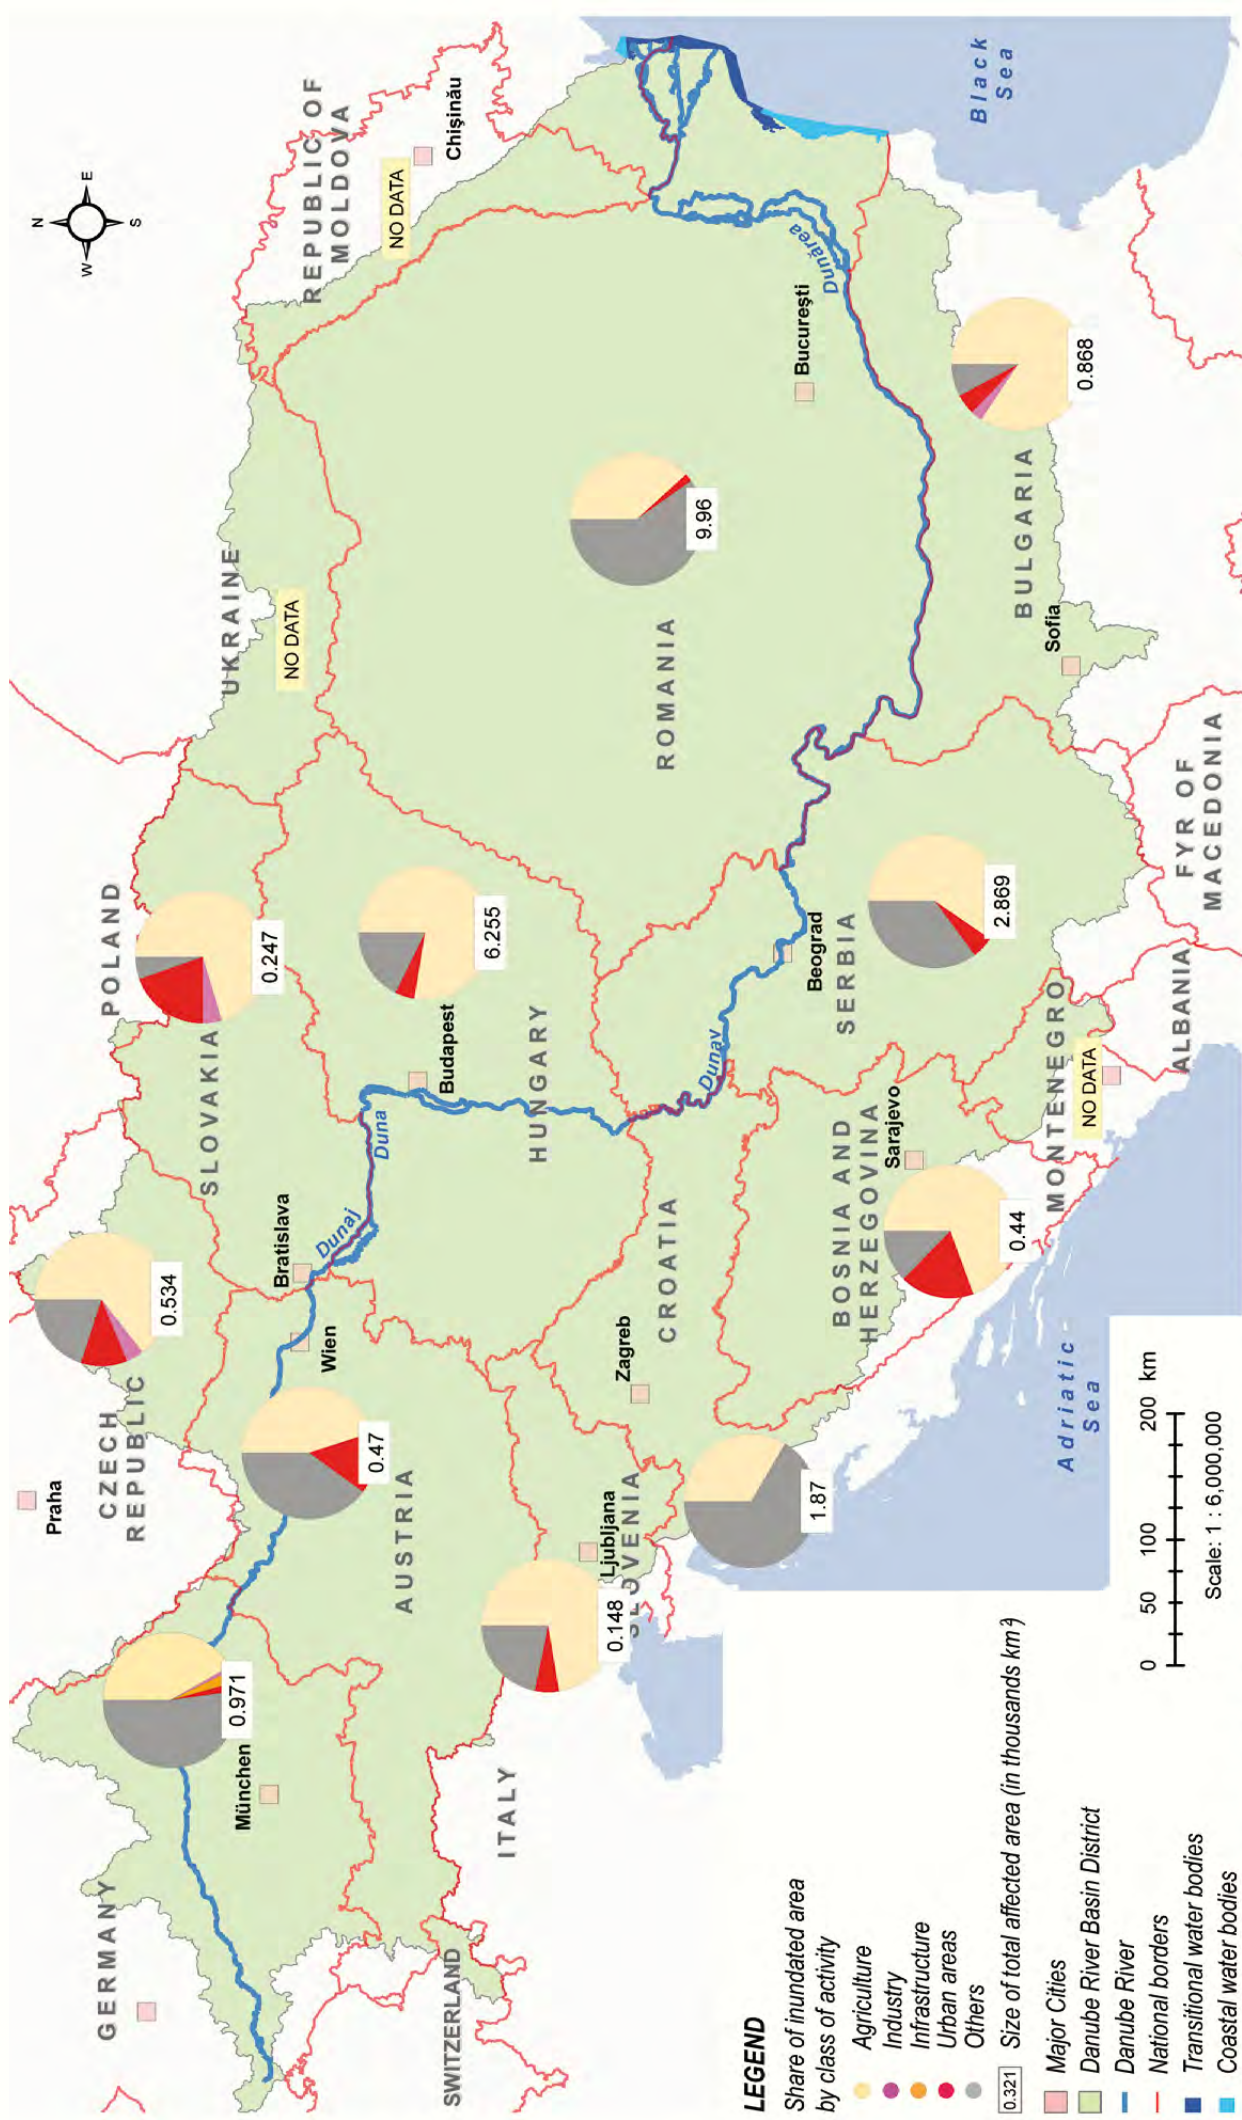 N
W
E
S
Praha
CZECH
REPUBLIC
0.534
POLAND
SLOVAKIA
0.247
UKRAINE
NO DATA
REPUBLIC OF
MOLDOVA
NO DATA
Chişinău
GERMANY
München
0.971
Wien
0.47
Bratislava
Dunaj
Duna
Budapest
6.255
AUSTRIA
HUNGARY
SWITZERLAND
ITALY
0.148
Ljubljana
SLOVENIA
Zagreb
CROATIA
1.87
ROMANIA
9.96
Bucureşti
Dunărea
Dunav
Beograd
SERBIA
2.869
BOSNIA AND
HERZEGOVINA
Sarajevo
0.44
MONTENEGRO
NO DATA
ALBANIA
FYR OF
MACEDONIA
BULGARIA
Sofia
0.868
Black
Sea
Adriatic
Sea
LEGEND
Share of inundated area
by class of activity
Agriculture
Industry
Infrastructure
Urban areas
Others
0.321 Size of total affected area (in thousands km²)
Major Cities
Danube River Basin District
Danube River
National borders
Transitional water bodies
Coastal water bodies
0 50 100 200 km
Scale: 1 : 6,000,000